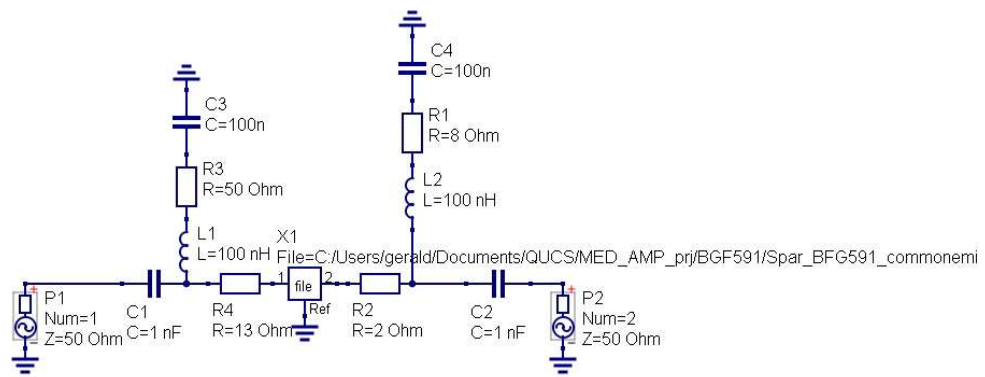 C4
C=100n
C3
C=100n
R1
R=8 Ohm
R3
R=50 Ohm
L2
L=100 nH
L1
L=100 nH
X1
File=C:/Users/gerald/Documents/QUCS/MED_AMP_prj/BGF591/Spar_BFG591_commonemi
1
file
2
Ref
P1
Num=1
Z=50 Ohm
C1
C=1 nF
R4
R=13 Ohm
R2
R=2 Ohm
C2
C=1 nF
P2
Num=2
Z=50 Ohm